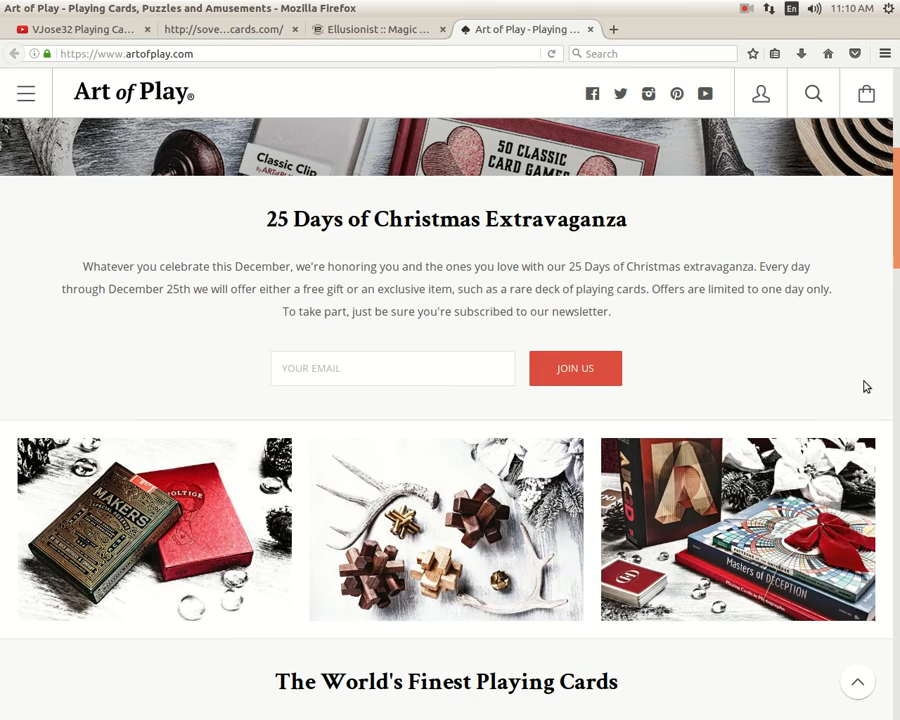 Art of Play - Playing Cards, Puzzles and Amusements - Mozilla Firefox
En
11:10 AM
VJose32 Playing Ca...
http://sove...cards.com/
Ellusionist :: Magic ...
Art of Play - Playing ...
https://www.artofplay.com
Search
Art of Play®
Classic Clip
By ART of PLAY
50 CLASSIC
CARD GAMES
25 Days of Christmas Extravaganza
Whatever you celebrate this December, we're honoring you and the ones you love with our 25 Days of Christmas extravaganza. Every day
through December 25th we will offer either a free gift or an exclusive item, such as a rare deck of playing cards. Offers are limited to one day only.
To take part, just be sure you're subscribed to our newsletter.
YOUR EMAIL
JOIN US
MAKERS
VOLTIGE
Masters of DECEPTION
The World's Finest Playing Cards